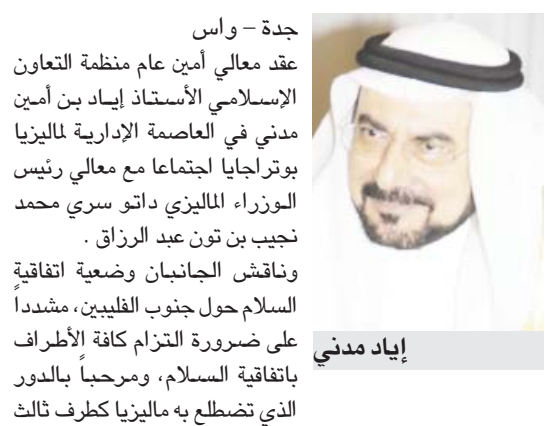 جدة – واس
عقد معالي أمين عام منظمة التعاون
الإسلامي الأستاذ إياد بن أمين
مدني في العاصمة الإدارية لماليزيا
بوتراجايا اجتماعا مع معالي رئيس
الوزراء الماليزي داتو سري محمد
نجيب بن تون عبد الرزاق .
وناقش الجانبان وضعية اتفاقية
السلام حول جنوب الفليبين، مشدداً
على ضرورة التزام كافة الأطراف
باتفاقية السلام، ومرحباً بالدور
الذي تضطلع به ماليزيا كطرف ثالث
إياد مدني